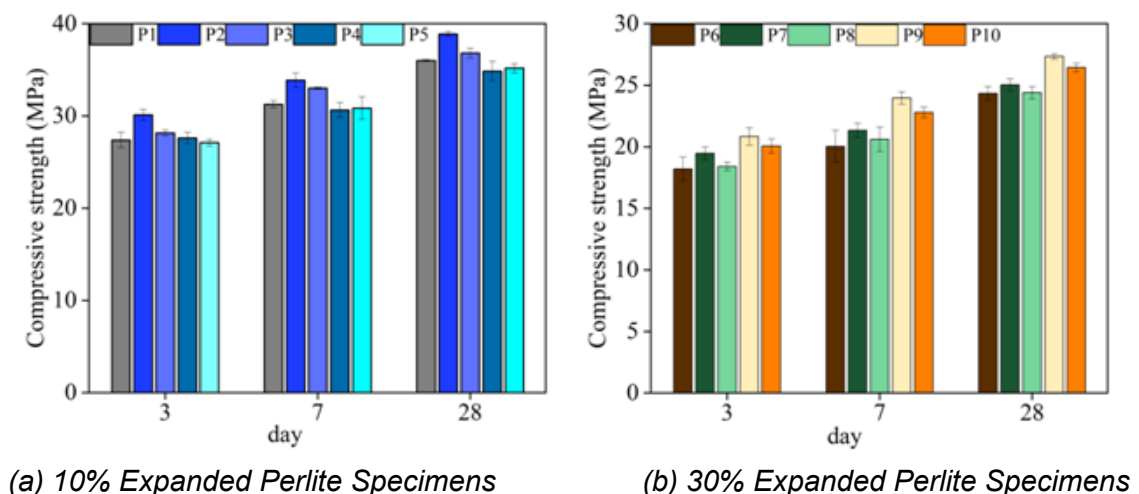 40
30
20
10
0
Compressive strength (MPa)
P1 P2 P3 P4 P5
3 7 28
day
(a) 10% Expanded Perlite Specimens
30
25
20
15
10
5
0
Compressive strength (MPa)
P6 P7 P8 P9 P10
3 7 28
day
(b) 30% Expanded Perlite Specimens